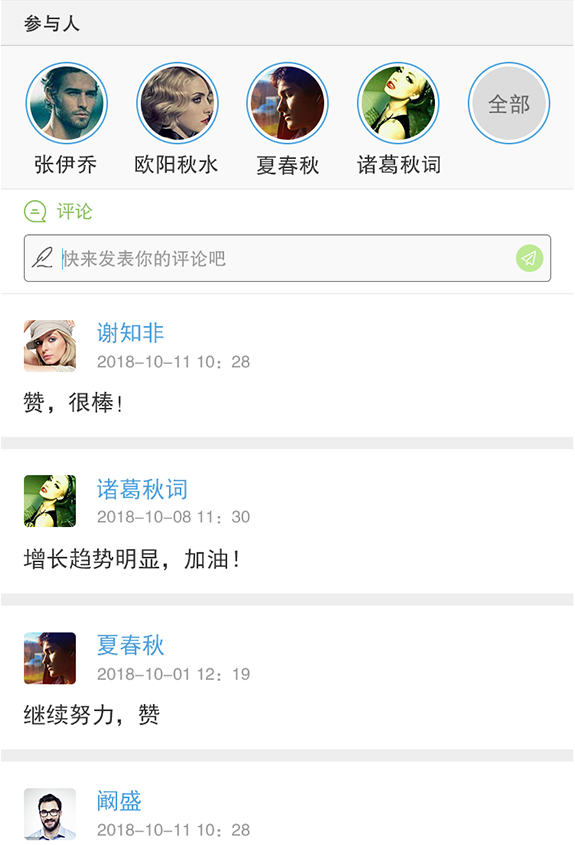 参与人
张伊乔 欧阳秋水 夏春秋 诸葛秋词 全部
评论
快来发表你的评论吧
谢知非
2018-10-11 10：28
赞，很棒！
诸葛秋词
2018-10-08 11：30
增长趋势明显，加油！
夏春秋
2018-10-01 12：19
继续努力，赞
阚盛
2018-10-11 10：28